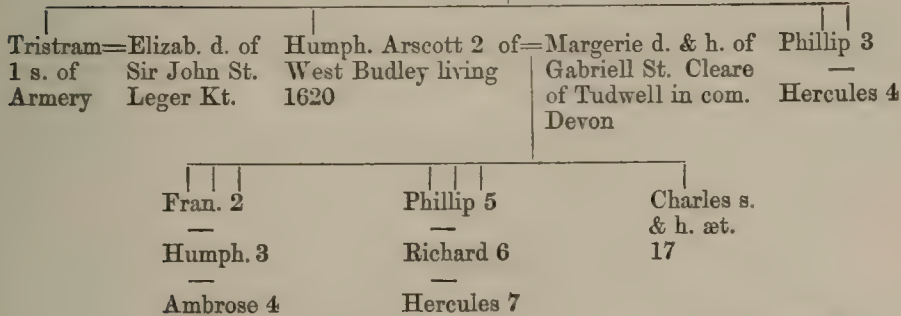 Tristram=Elizab. d. of Humph. Arscott 2 of=Margerie d. & h. of Phillip 3
1 s. of Sir John St. West Budley living Gabriell St. Cleare —
Armery Leger Kt. 1620 of Tudwell in com. Hercules 4
Devon
Fran. 2 Phillip 5 Charles s.
— — & h. æt.
Humph. 3 Richard 6 17
— —
Ambrose 4 Hercules 7